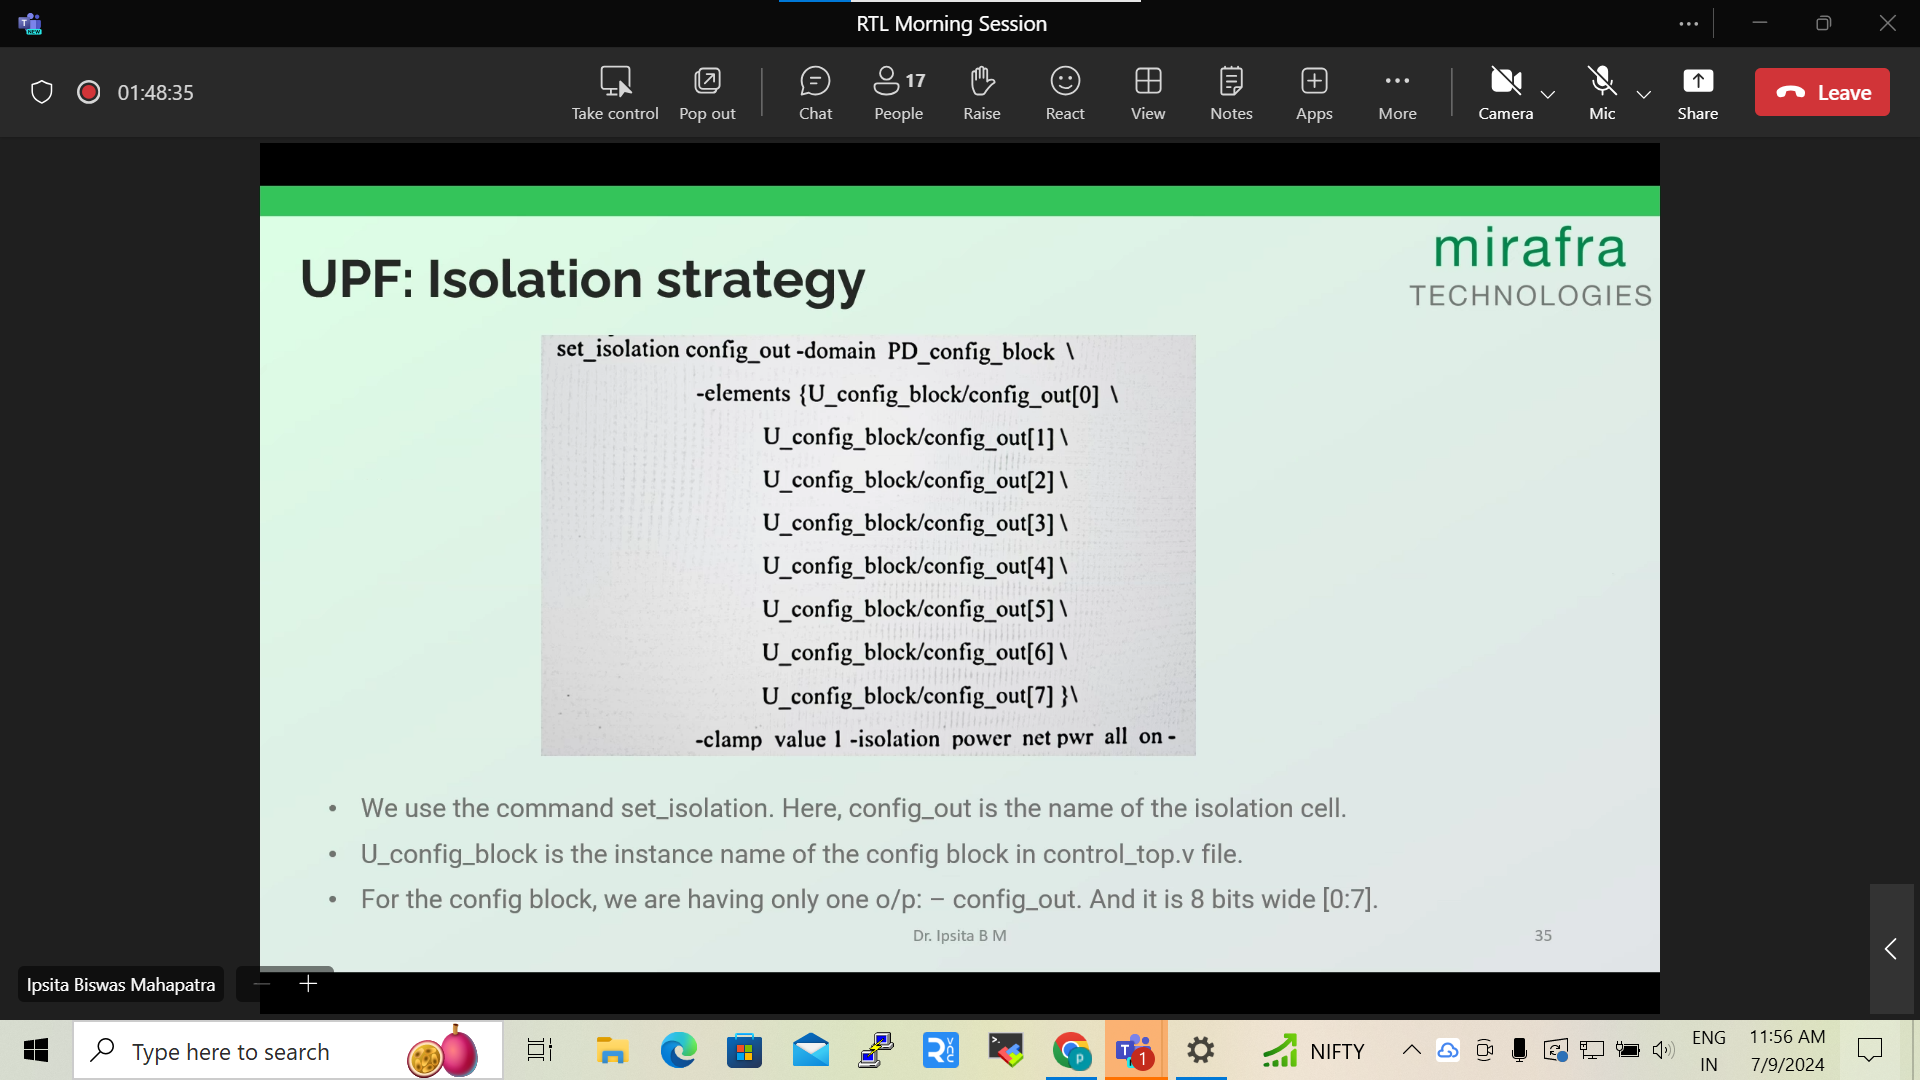 RTL Morning Session
01:48:35
Take control
Pop out
Chat
17
People
Raise
React
View
Notes
Apps
More
Camera
Mic
Share
Leave
mirafra
TECHNOLOGIES
UPF: Isolation strategy
set_isolation config_out -domain PD_config_block \
-elements {U_config_block/config_out[0] \
U_config_block/config_out[1] \
U_config_block/config_out[2] \
U_config_block/config_out[3] \
U_config_block/config_out[4] \
U_config_block/config_out[5] \
U_config_block/config_out[6] \
U_config_block/config_out[7] }\
-clamp value 1 -isolation power net pwr all on -
• We use the command set_isolation. Here, config_out is the name of the isolation cell.
• U_config_block is the instance name of the config block in control_top.v file.
• For the config block, we are having only one o/p: – config_out. And it is 8 bits wide [0:7].
Dr. Ipsita B M
35
Ipsita Biswas Mahapatra
Type here to search
NIFTY
ENG
IN
11:56 AM
7/9/2024